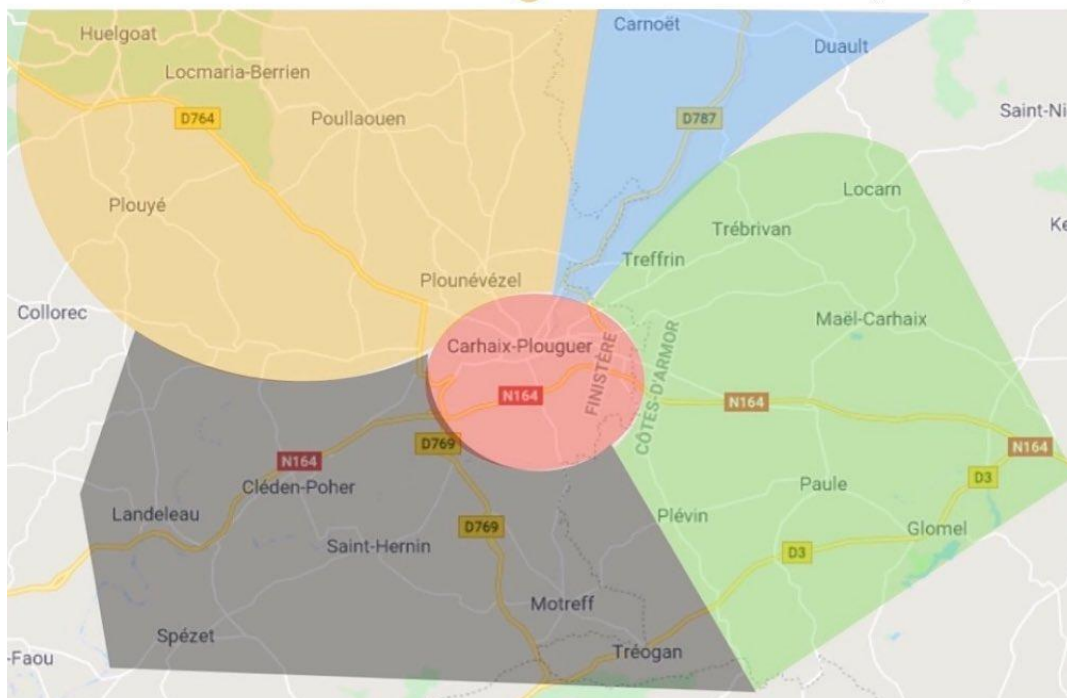 Carnoët
Huelgoat
Duault
Locmaria-Berrien
Saint-Ni
D764
Poullaouen
D787
Locarn
Plouyé
Trébrivan
Ke
Treffrin
Plounévézel
Collorec
Maël-Carhaix
Carhaix-Plouguer
FINISTÈRE
CÔTES-D'ARMOR
N164
N164
D769
N164
N164
Cléden-Poher
D3
Paule
Landeleau
Plévin
D769
Glomel
Saint-Hernin
D3
Motreff
Spézet
Tréogan
-Faou